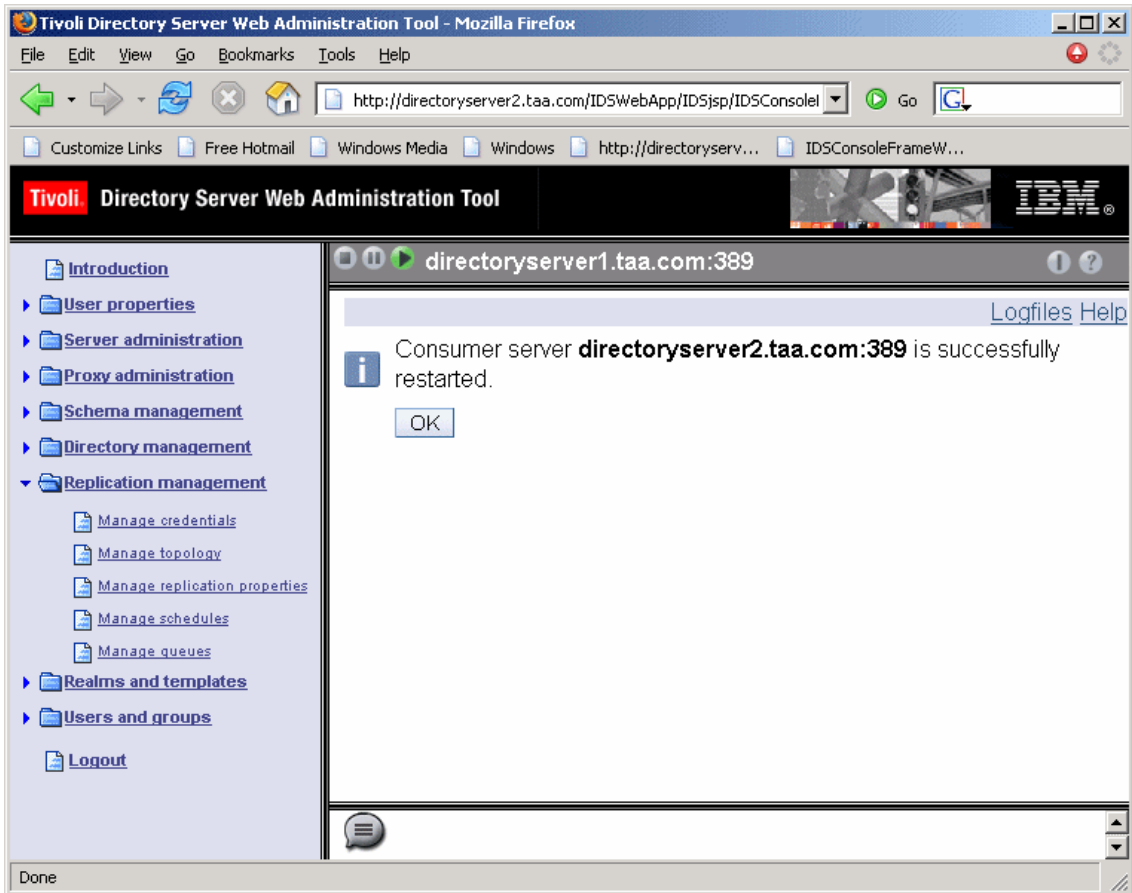 Tivoli Directory Server Web Administration Tool - Mozilla Firefox
File Edit View Go Bookmarks Tools Help
http://directoryserver2.taa.com/IDSWebApp/IDSjsp/IDSConsoleI Go G
Customize Links Free Hotmail Windows Media Windows http://directoryserv... IDSConsoleFrameW...
Tivoli. Directory Server Web Administration Tool IBM®
Introduction
User properties
Server administration
Proxy administration
Schema management
Directory management
Replication management
Manage credentials
Manage topology
Manage replication properties
Manage schedules
Manage queues
Realms and templates
Users and groups
Logout
directoryserver1.taa.com:389 ?
Logfiles Help
i Consumer server directoryserver2.taa.com:389 is successfully
restarted.
OK
Done